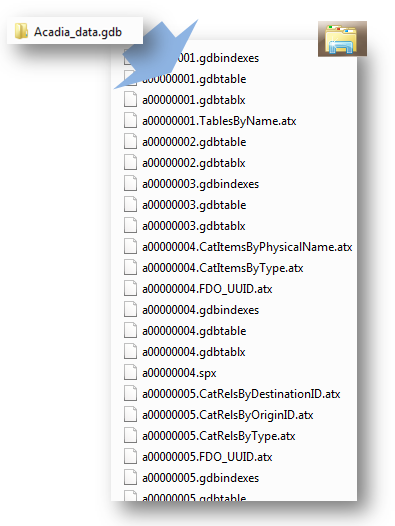 Acadia_data.gdb
001.gdbindexes
a00000001.gdbtable
a00000001.gdbtablx
a00000001.TablesByName.atx
a00000002.gdbtable
a00000002.gdbtablx
a00000003.gdbindexes
a00000003.gdbtable
a00000003.gdbtablx
a00000004.CatItemsByPhysicalName.atx
a00000004.CatItemsByType.atx
a00000004.FDO_UUID.atx
a00000004.gdbindexes
a00000004.gdbtable
a00000004.gdbtablx
a00000004.spx
a00000005.CatRelsByDestinationID.atx
a00000005.CatRelsByOriginID.atx
a00000005.CatRelsByType.atx
a00000005.FDO_UUID.atx
a00000005.gdbindexes
a00000005.gdbtable